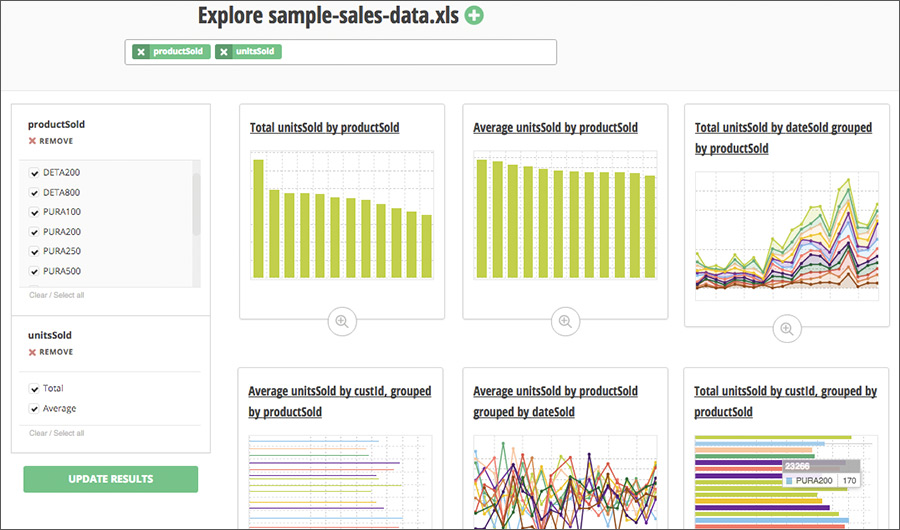 Explore sample-sales-data.xls
productSold unitsSold
productSold
REMOVE
DETA200
DETA800
PURA100
PURA200
PURA250
PURA500
Clear / Select all
unitsSold
REMOVE
Total
Average
Clear / Select all
UPDATE RESULTS
Total unitsSold by productSold
Average unitsSold by productSold
Total unitsSold by dateSold grouped
by productSold
Average unitsSold by custId, grouped
by productSold
Average unitsSold by productSold
grouped by dateSold
Total unitsSold by custId, grouped by
productSold
23266
PURA200 170